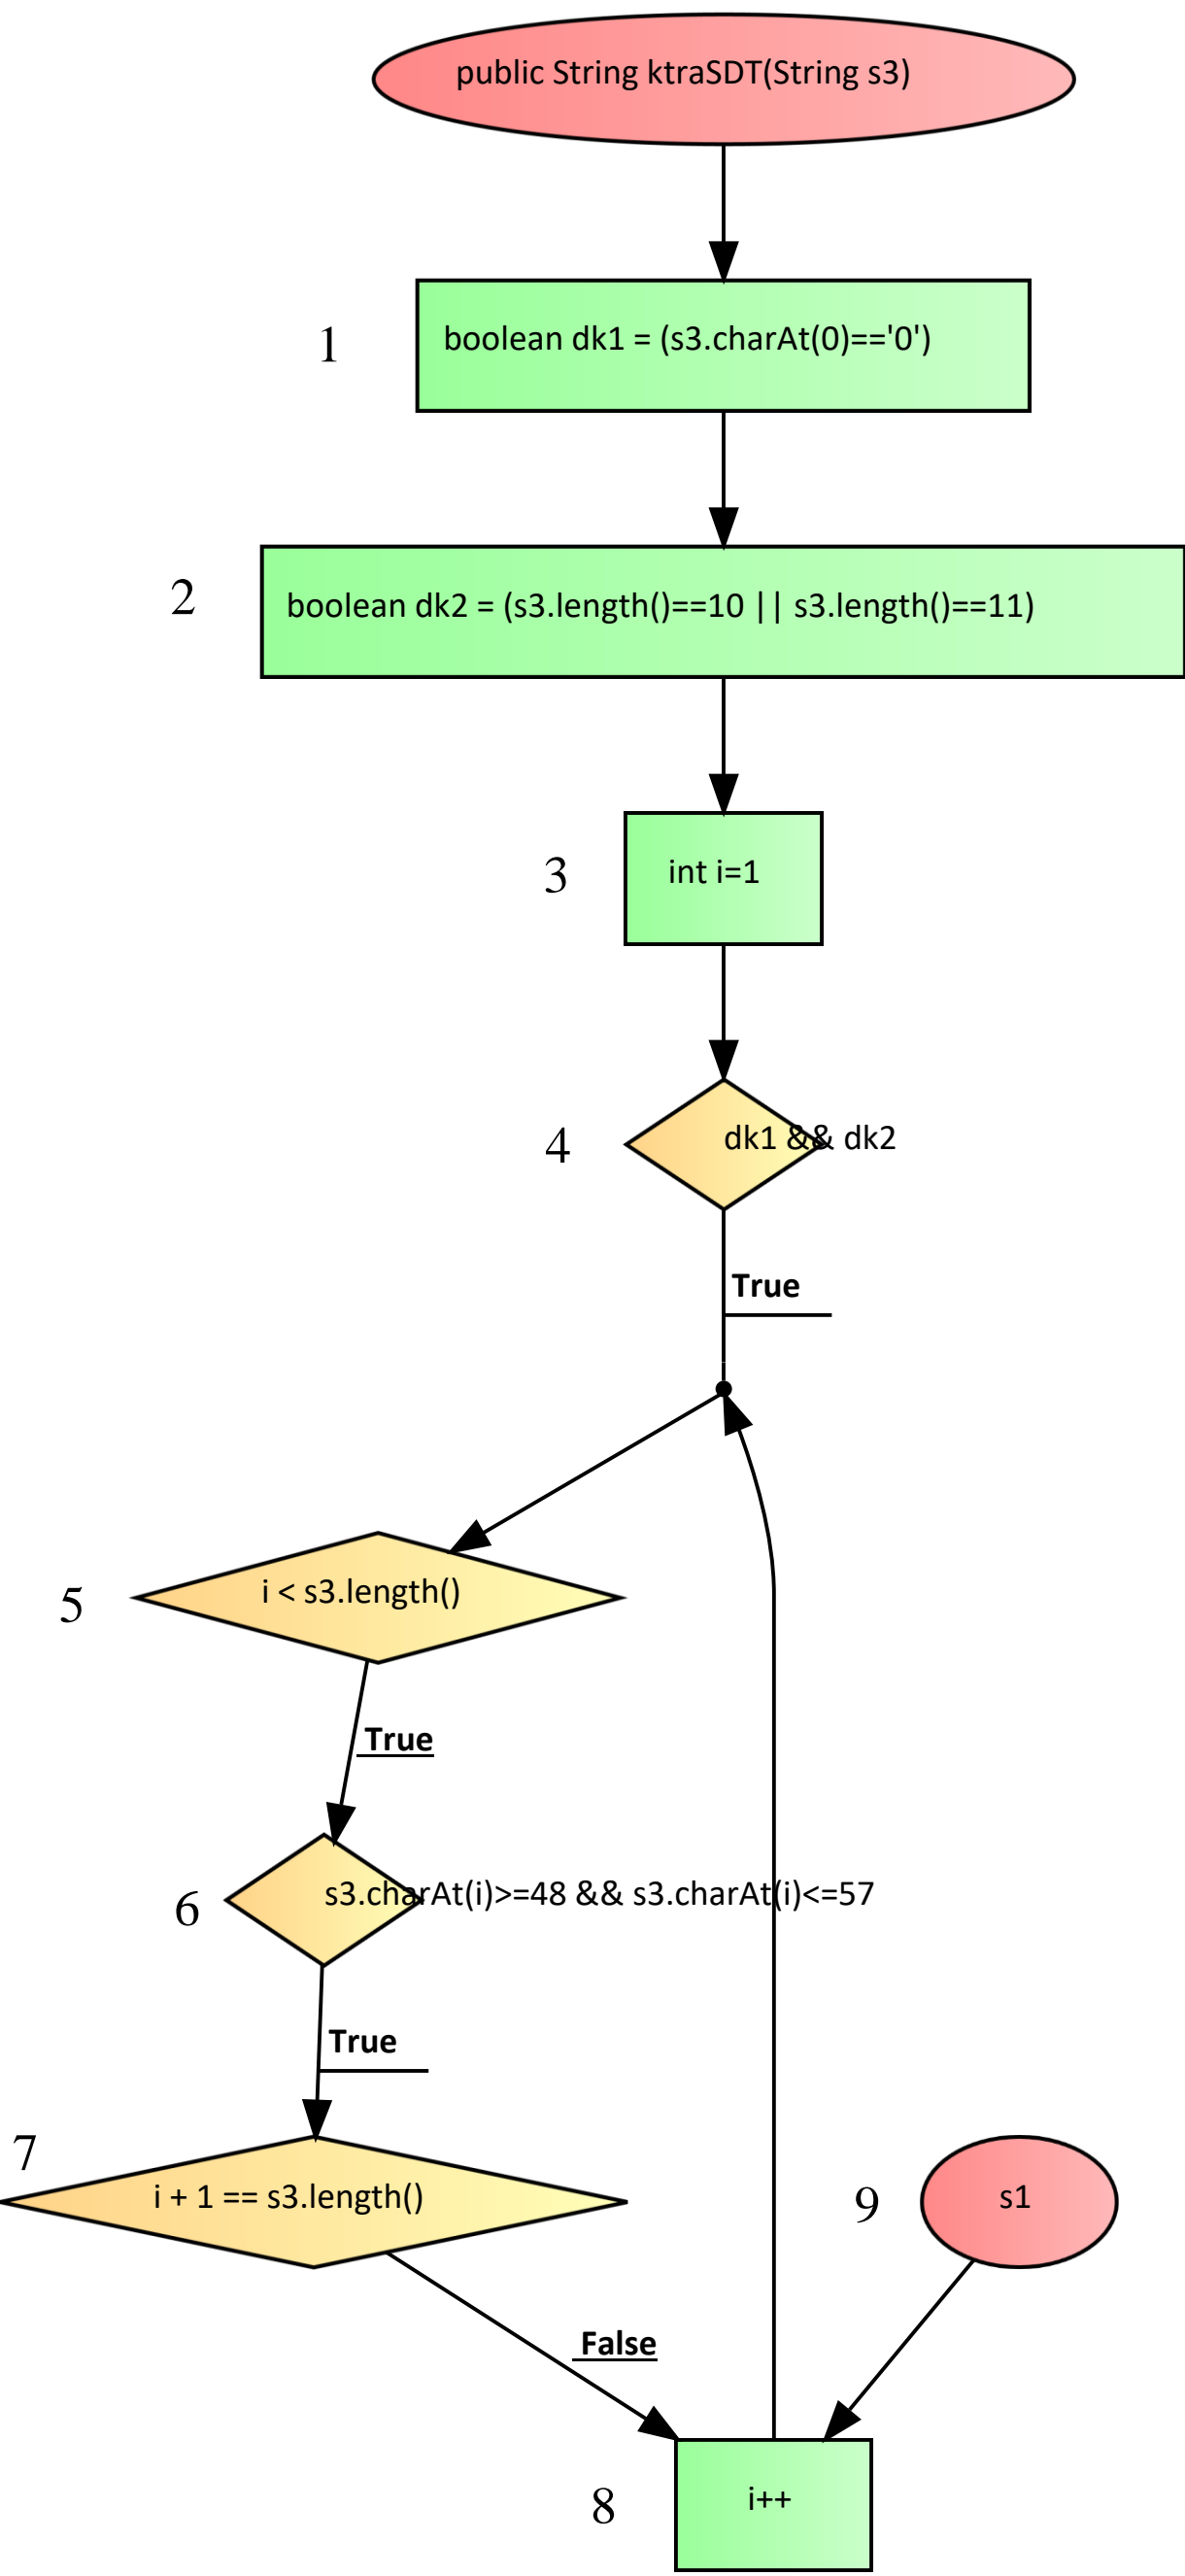 public String ktraSDT(String s3)
1
boolean dk1 = (s3.charAt(0)=='0')
2
boolean dk2 = (s3.length()==10 || s3.length()==11)
3
int i=1
4
dk1 && dk2
True
5
i < s3.length()
True
6
s3.charAt(i)>=48 && s3.charAt(i)<=57
True
7
i + 1 == s3.length()
9
s1
False
8
i++